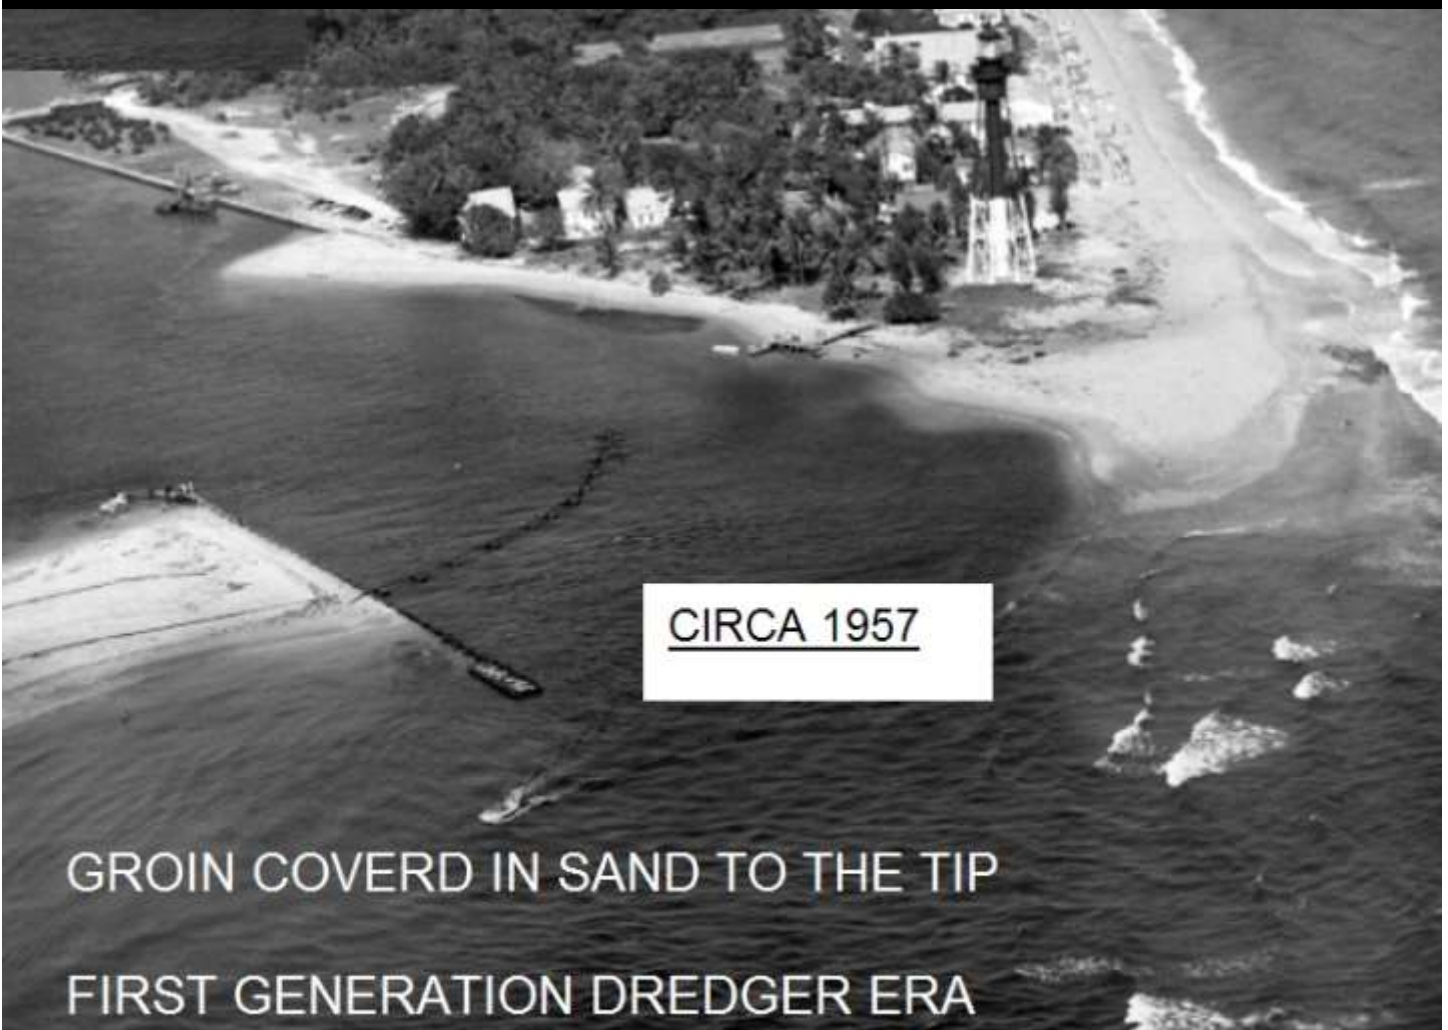 CIRCA 1957
GROIN COVERD IN SAND TO THE TIP
FIRST GENERATION DREDGER ERA